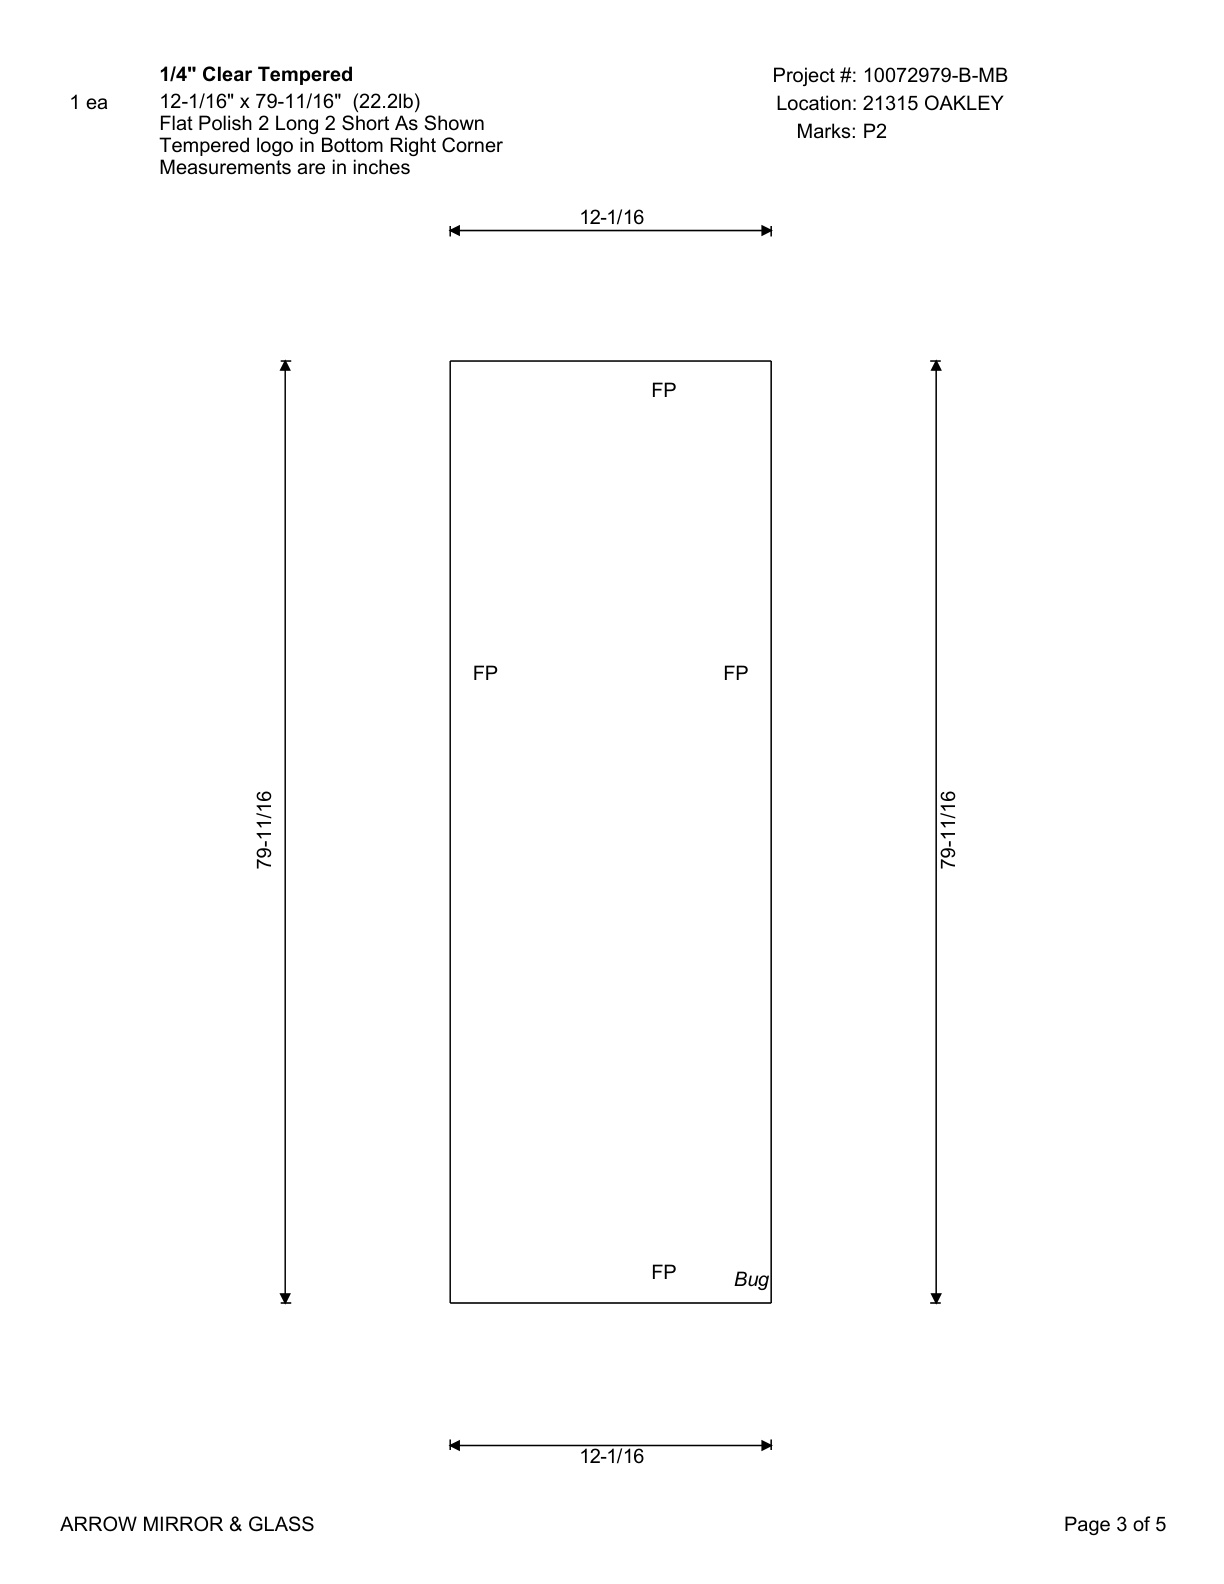 1/4" Clear Tempered
1 ea
12-1/16" x 79-11/16" (22.2lb)
Flat Polish 2 Long 2 Short As Shown
Tempered logo in Bottom Right Corner
Measurements are in inches
Project #: 10072979-B-MB
Location: 21315 OAKLEY
Marks: P2
12-1/16
FP
FP FP
79-11/16
79-11/16
FP
Bug
12-1/16
ARROW MIRROR & GLASS
Page 3 of 5